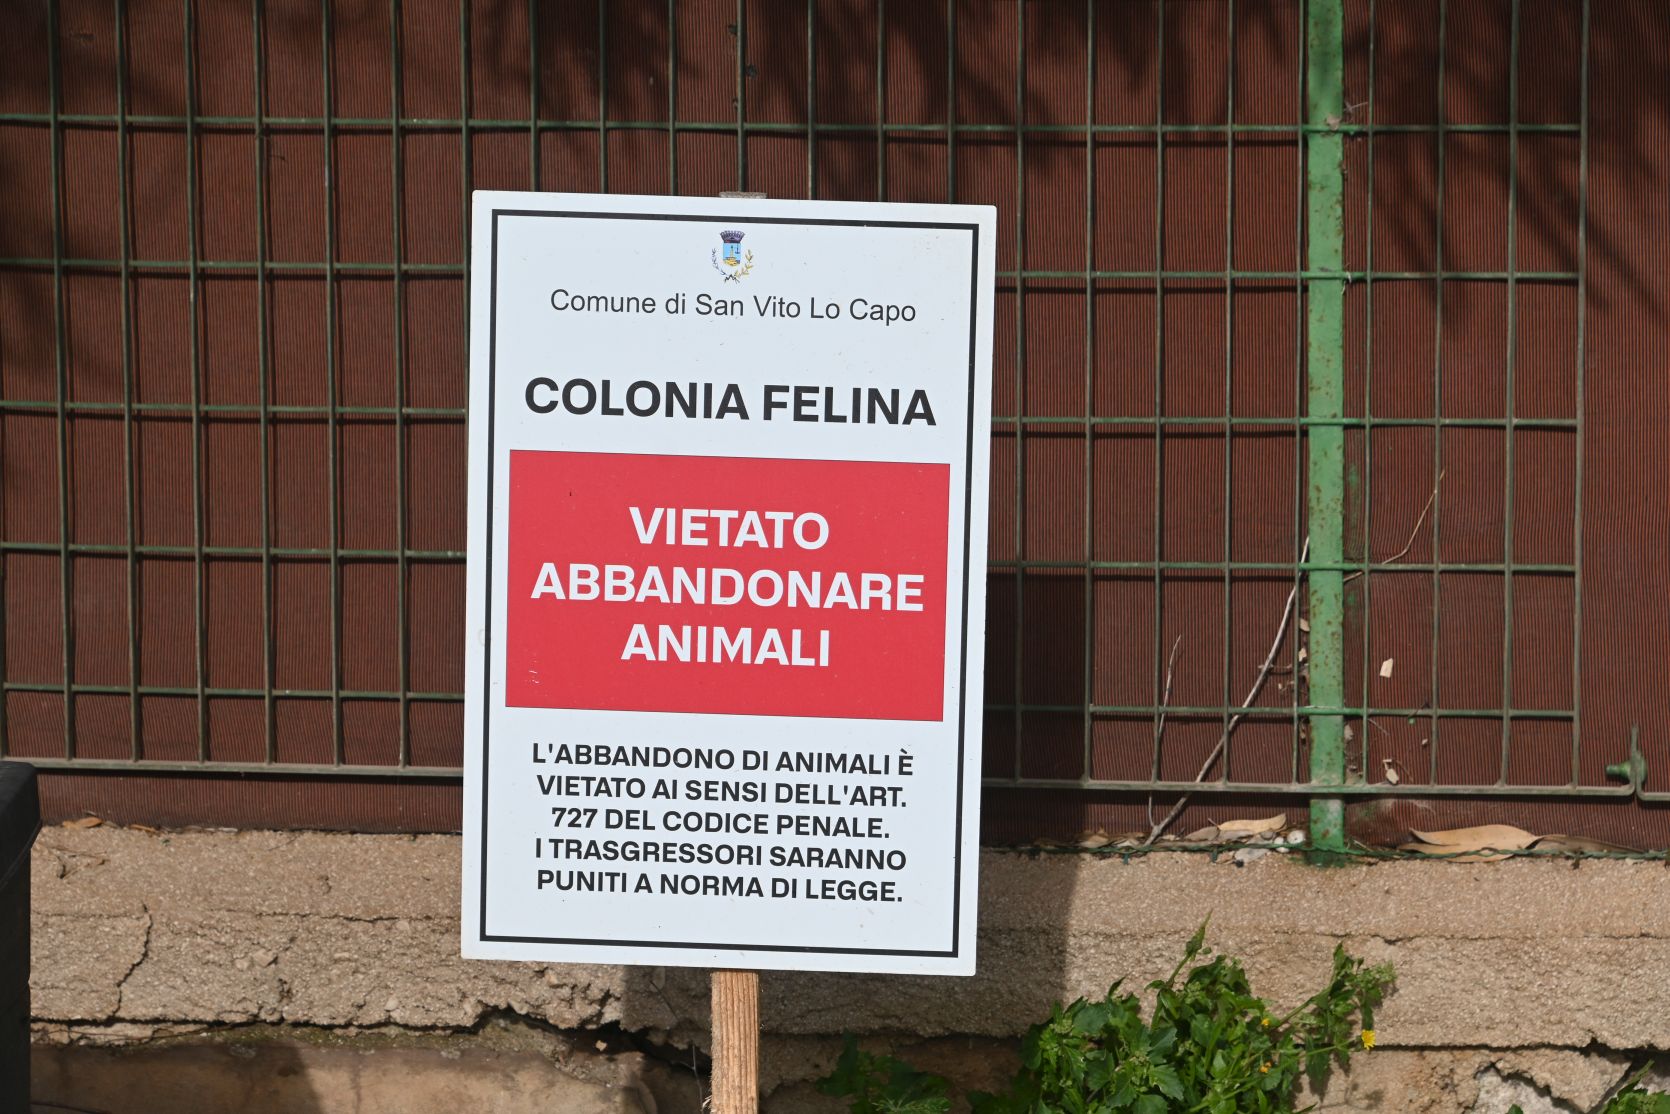 Comune di San Vito Lo Capo
COLONIA FELINA
VIETATO
ABBANDONARE
ANIMALI
L'ABBANDONO DI ANIMALI È
VIETATO AI SENSI DELL'ART.
727 DEL CODICE PENALE.
I TRASGRESSORI SARANNO
PUNITI A NORMA DI LEGGE.